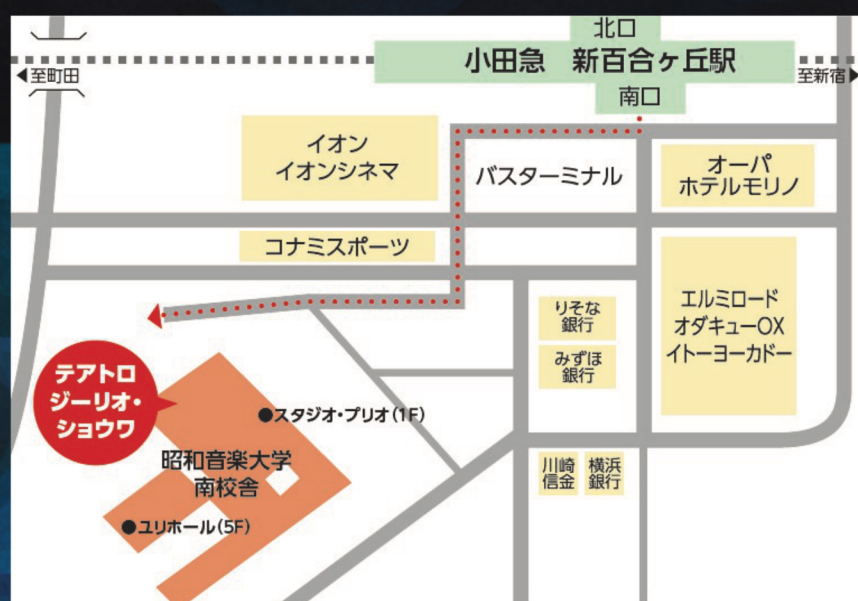 北口
小田急 新百合ヶ丘駅
南口
◀至町田
至新宿▶
イオン
イオンシネマ
バスターミナル
オーパ
ホテルモリノ
コナミスポーツ
エルミロード
オダキューOX
イトーヨーカドー
りそな
銀行
みずほ
銀行
テアトロ
ジーリオ・
ショウワ
●スタジオ・プリオ(1F)
昭和音楽大学
南校舎
●ユリホール(5F)
川崎
信金
横浜
銀行